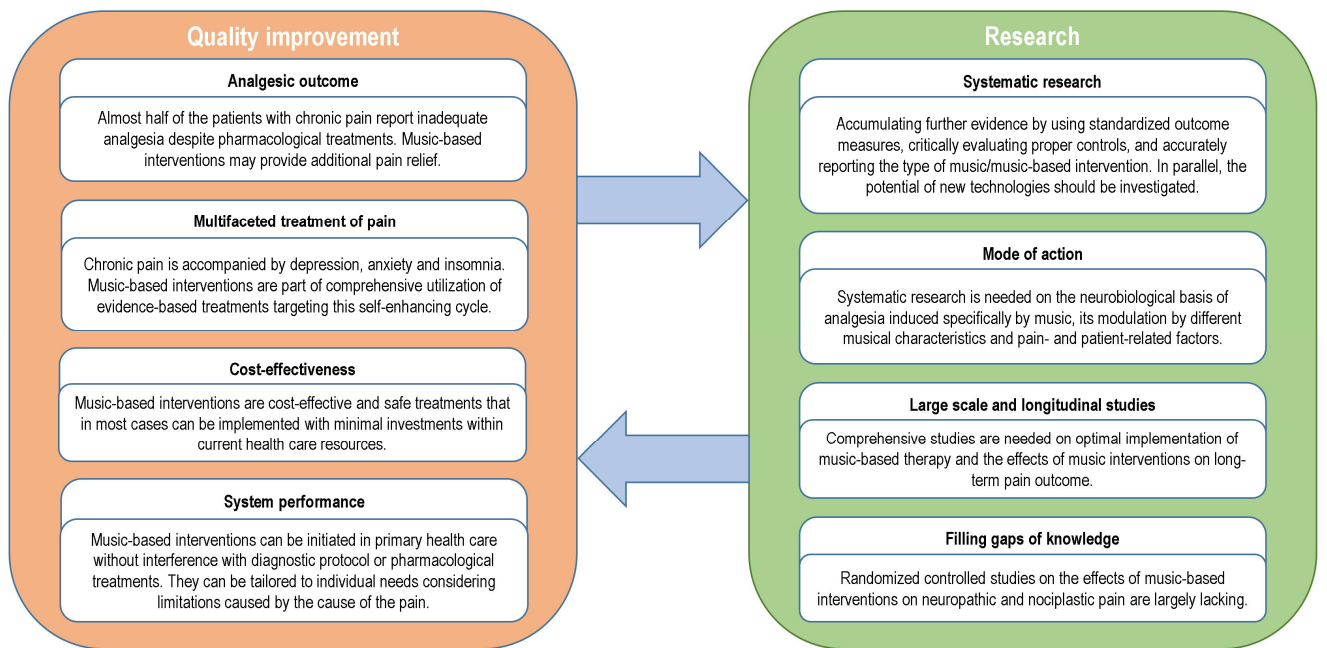 Quality improvement
Analgesic outcome
Almost half of the patients with chronic pain report inadequate
analgesia despite pharmacological treatments. Music-based
interventions may provide additional pain relief.
Multifaceted treatment of pain
Chronic pain is accompanied by depression, anxiety and insomnia.
Music-based interventions are part of comprehensive utilization of
evidence-based treatments targeting this self-enhancing cycle.
Cost-effectiveness
Music-based interventions are cost-effective and safe treatments that
in most cases can be implemented with minimal investments within
current health care resources.
System performance
Music-based interventions can be initiated in primary health care
without interference with diagnostic protocol or pharmacological
treatments. They can be tailored to individual needs considering
limitations caused by the cause of the pain.
Research
Systematic research
Accumulating further evidence by using standardized outcome
measures, critically evaluating proper controls, and accurately
reporting the type of music/music-based intervention. In parallel, the
potential of new technologies should be investigated.
Mode of action
Systematic research is needed on the neurobiological basis of
analgesia induced specifically by music, its modulation by different
musical characteristics and pain- and patient-related factors.
Large scale and longitudinal studies
Comprehensive studies are needed on optimal implementation of
music-based therapy and the effects of music interventions on long-
term pain outcome.
Filling gaps of knowledge
Randomized controlled studies on the effects of music-based
interventions on neuropathic and nociplastic pain are largely lacking.